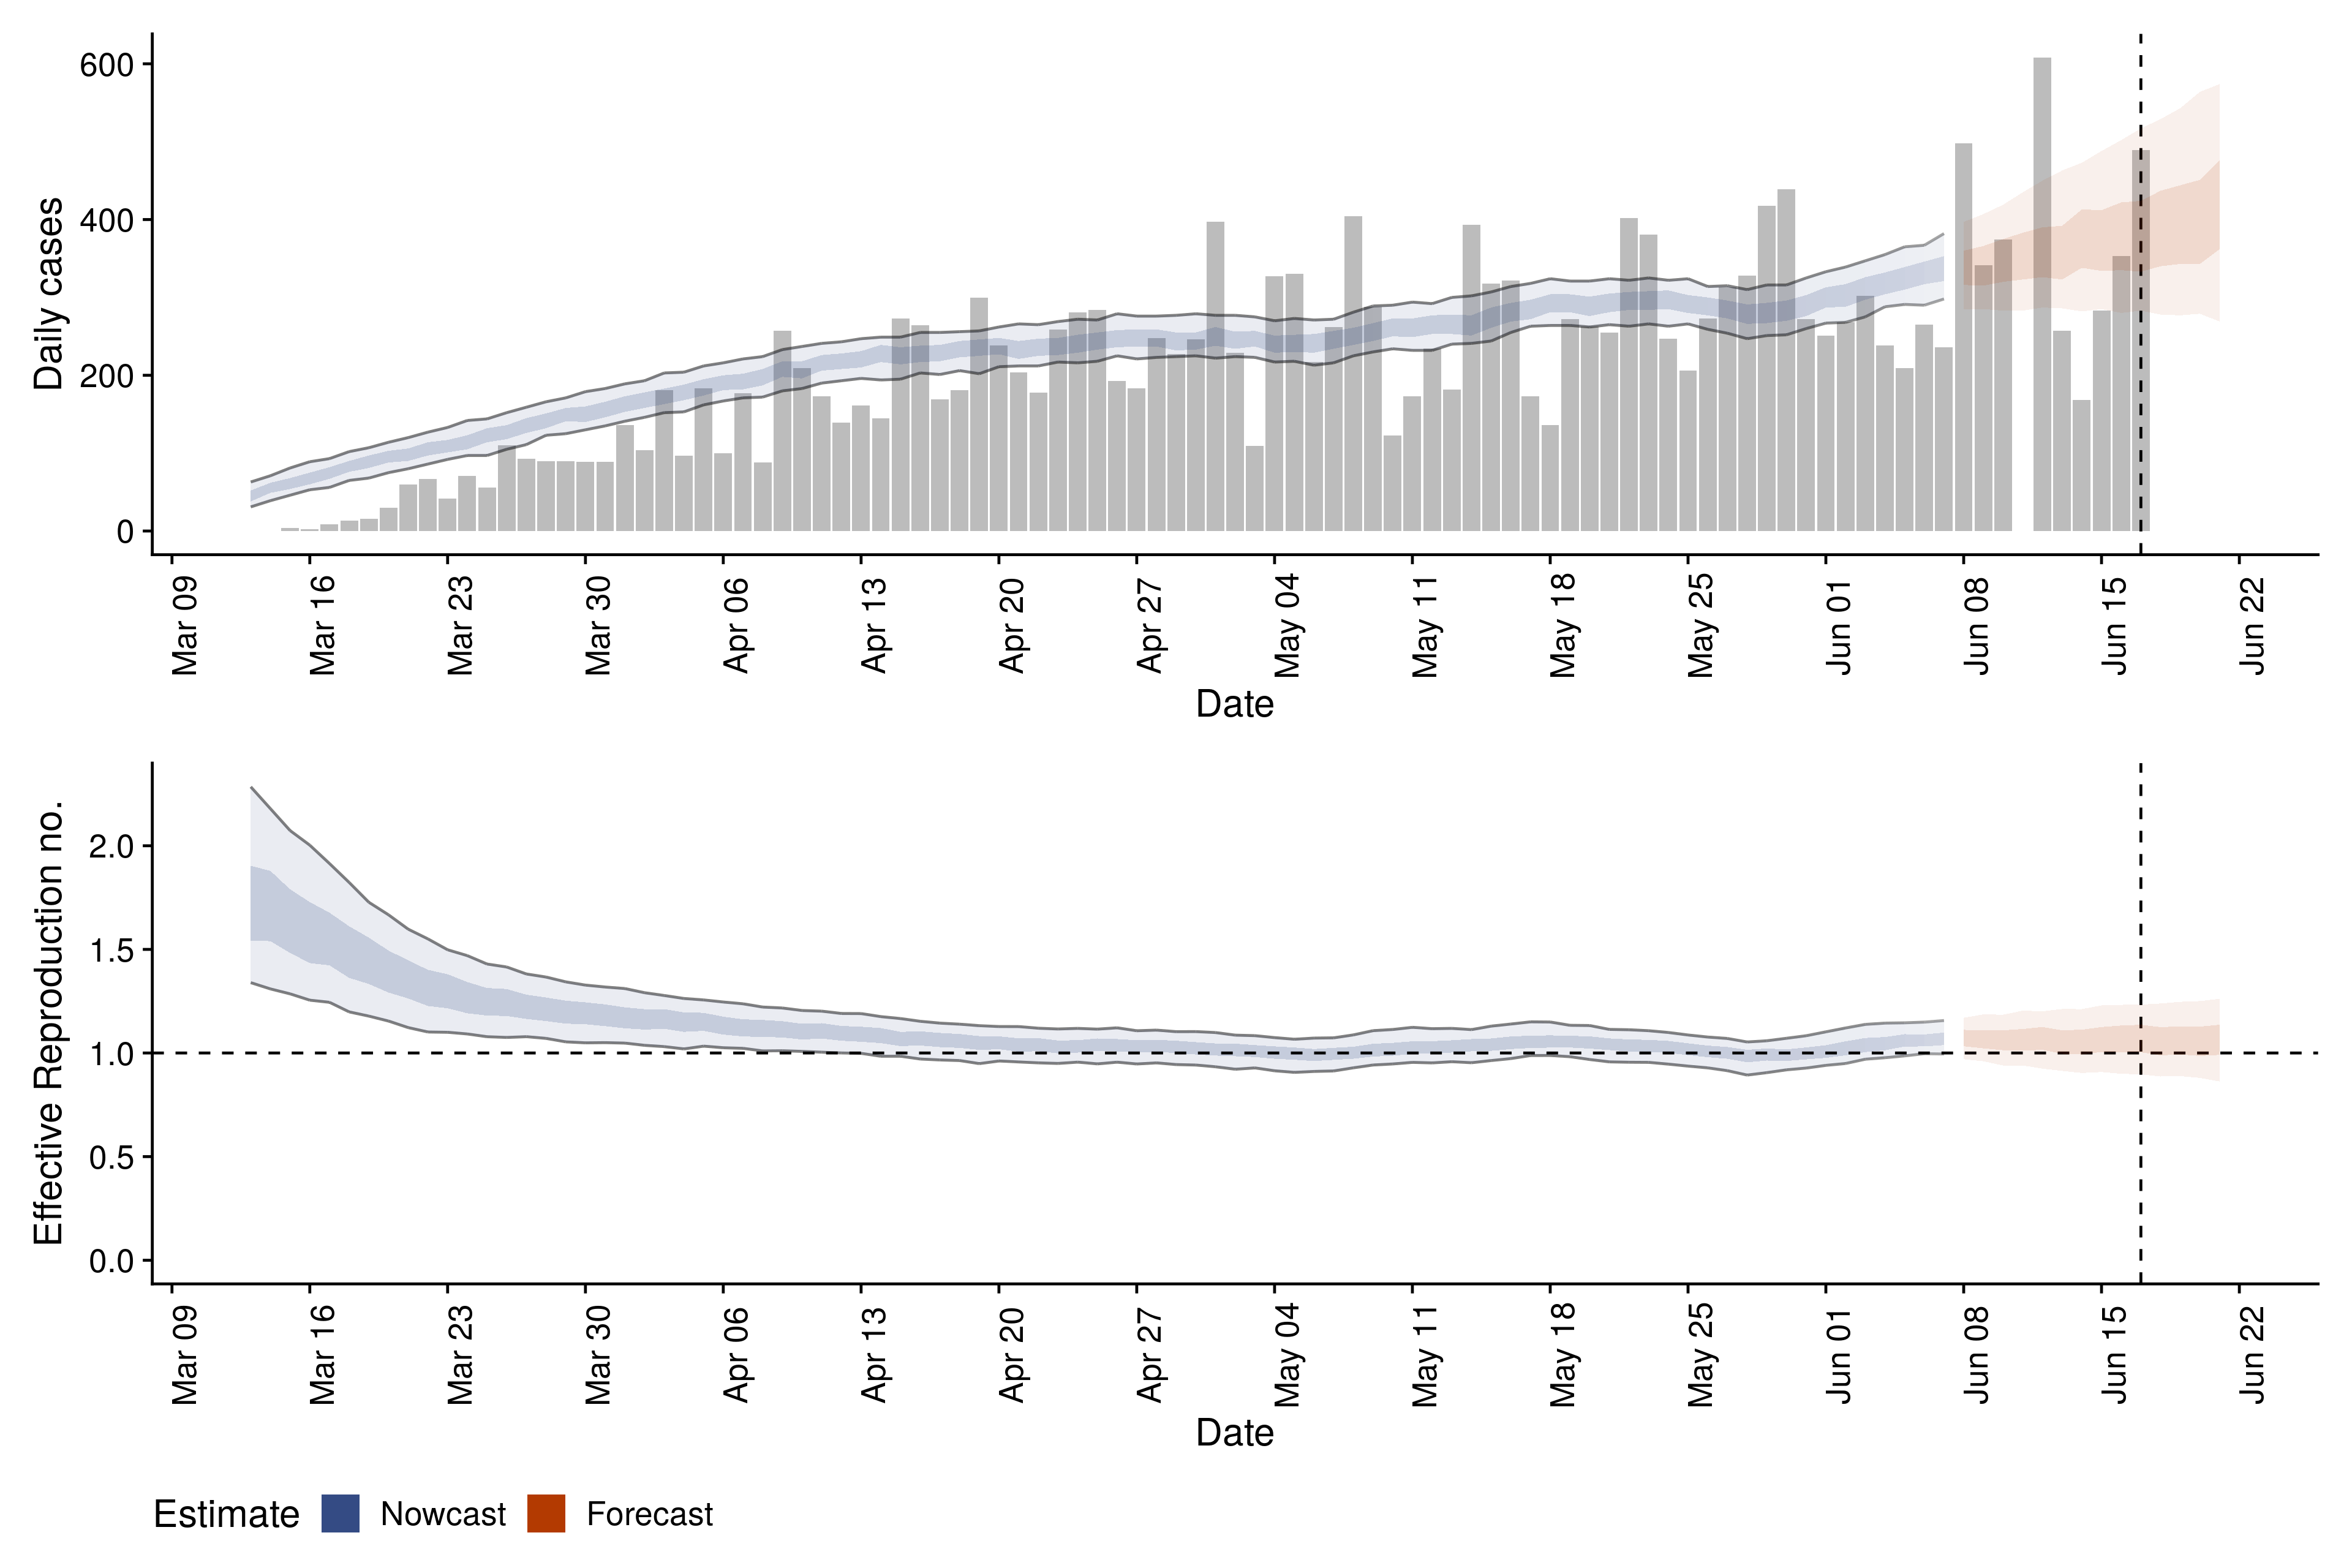 Daily cases
600
400
200
0
Mar 09
Mar 16
Mar 23
Mar 30
Apr 06
Apr 13
Apr 20
Apr 27
May 04
May 11
May 18
May 25
Jun 01
Jun 08
Jun 15
Jun 22
Date
Effective Reproduction no.
2.0
1.5
1.0
0.5
0.0
Mar 09
Mar 16
Mar 23
Mar 30
Apr 06
Apr 13
Apr 20
Apr 27
May 04
May 11
May 18
May 25
Jun 01
Jun 08
Jun 15
Jun 22
Date
Estimate Nowcast Forecast